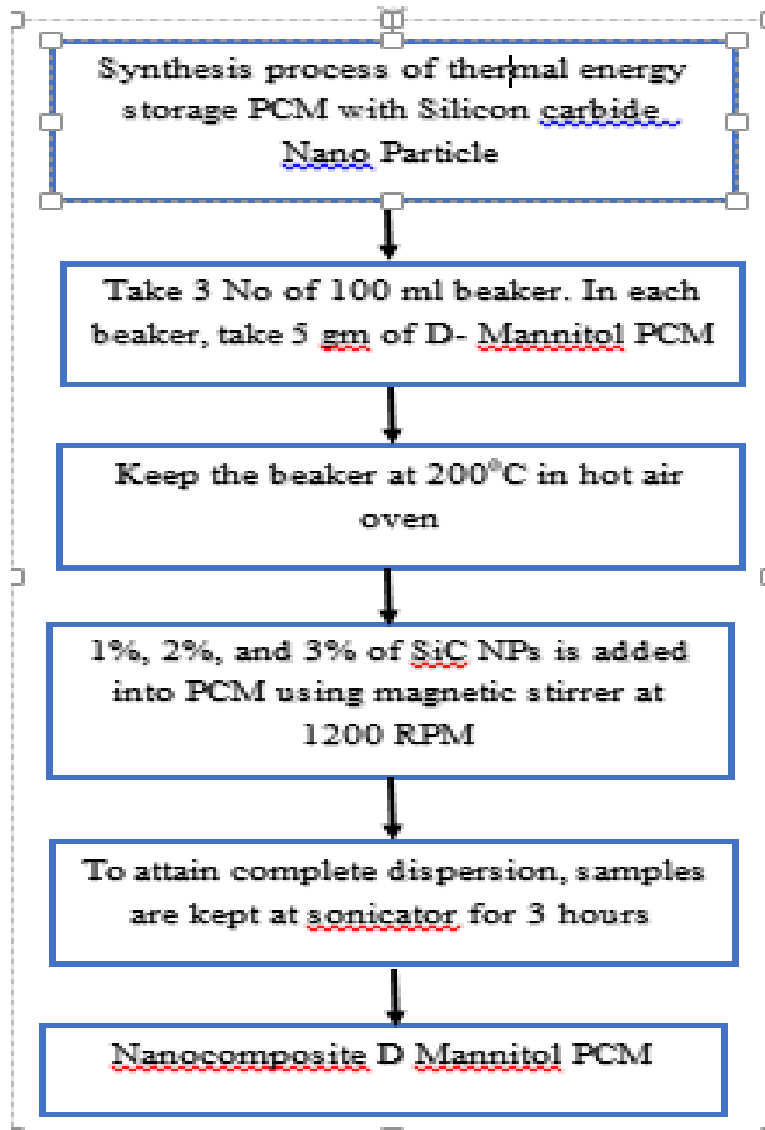 Synthesis process of thermal energy
storage PCM with Silicon carbide
Nano Particle
Take 3 No of 100 ml beaker. In each
beaker, take 5 gm of D- Mannitol PCM
Keep the beaker at 200°C in hot air
oven
1%, 2%, and 3% of SiC NPs is added
into PCM using magnetic stirrer at
1200 RPM
To attain complete dispersion, samples
are kept at sonicator for 3 hours
Nanocomposite D Mannitol PCM